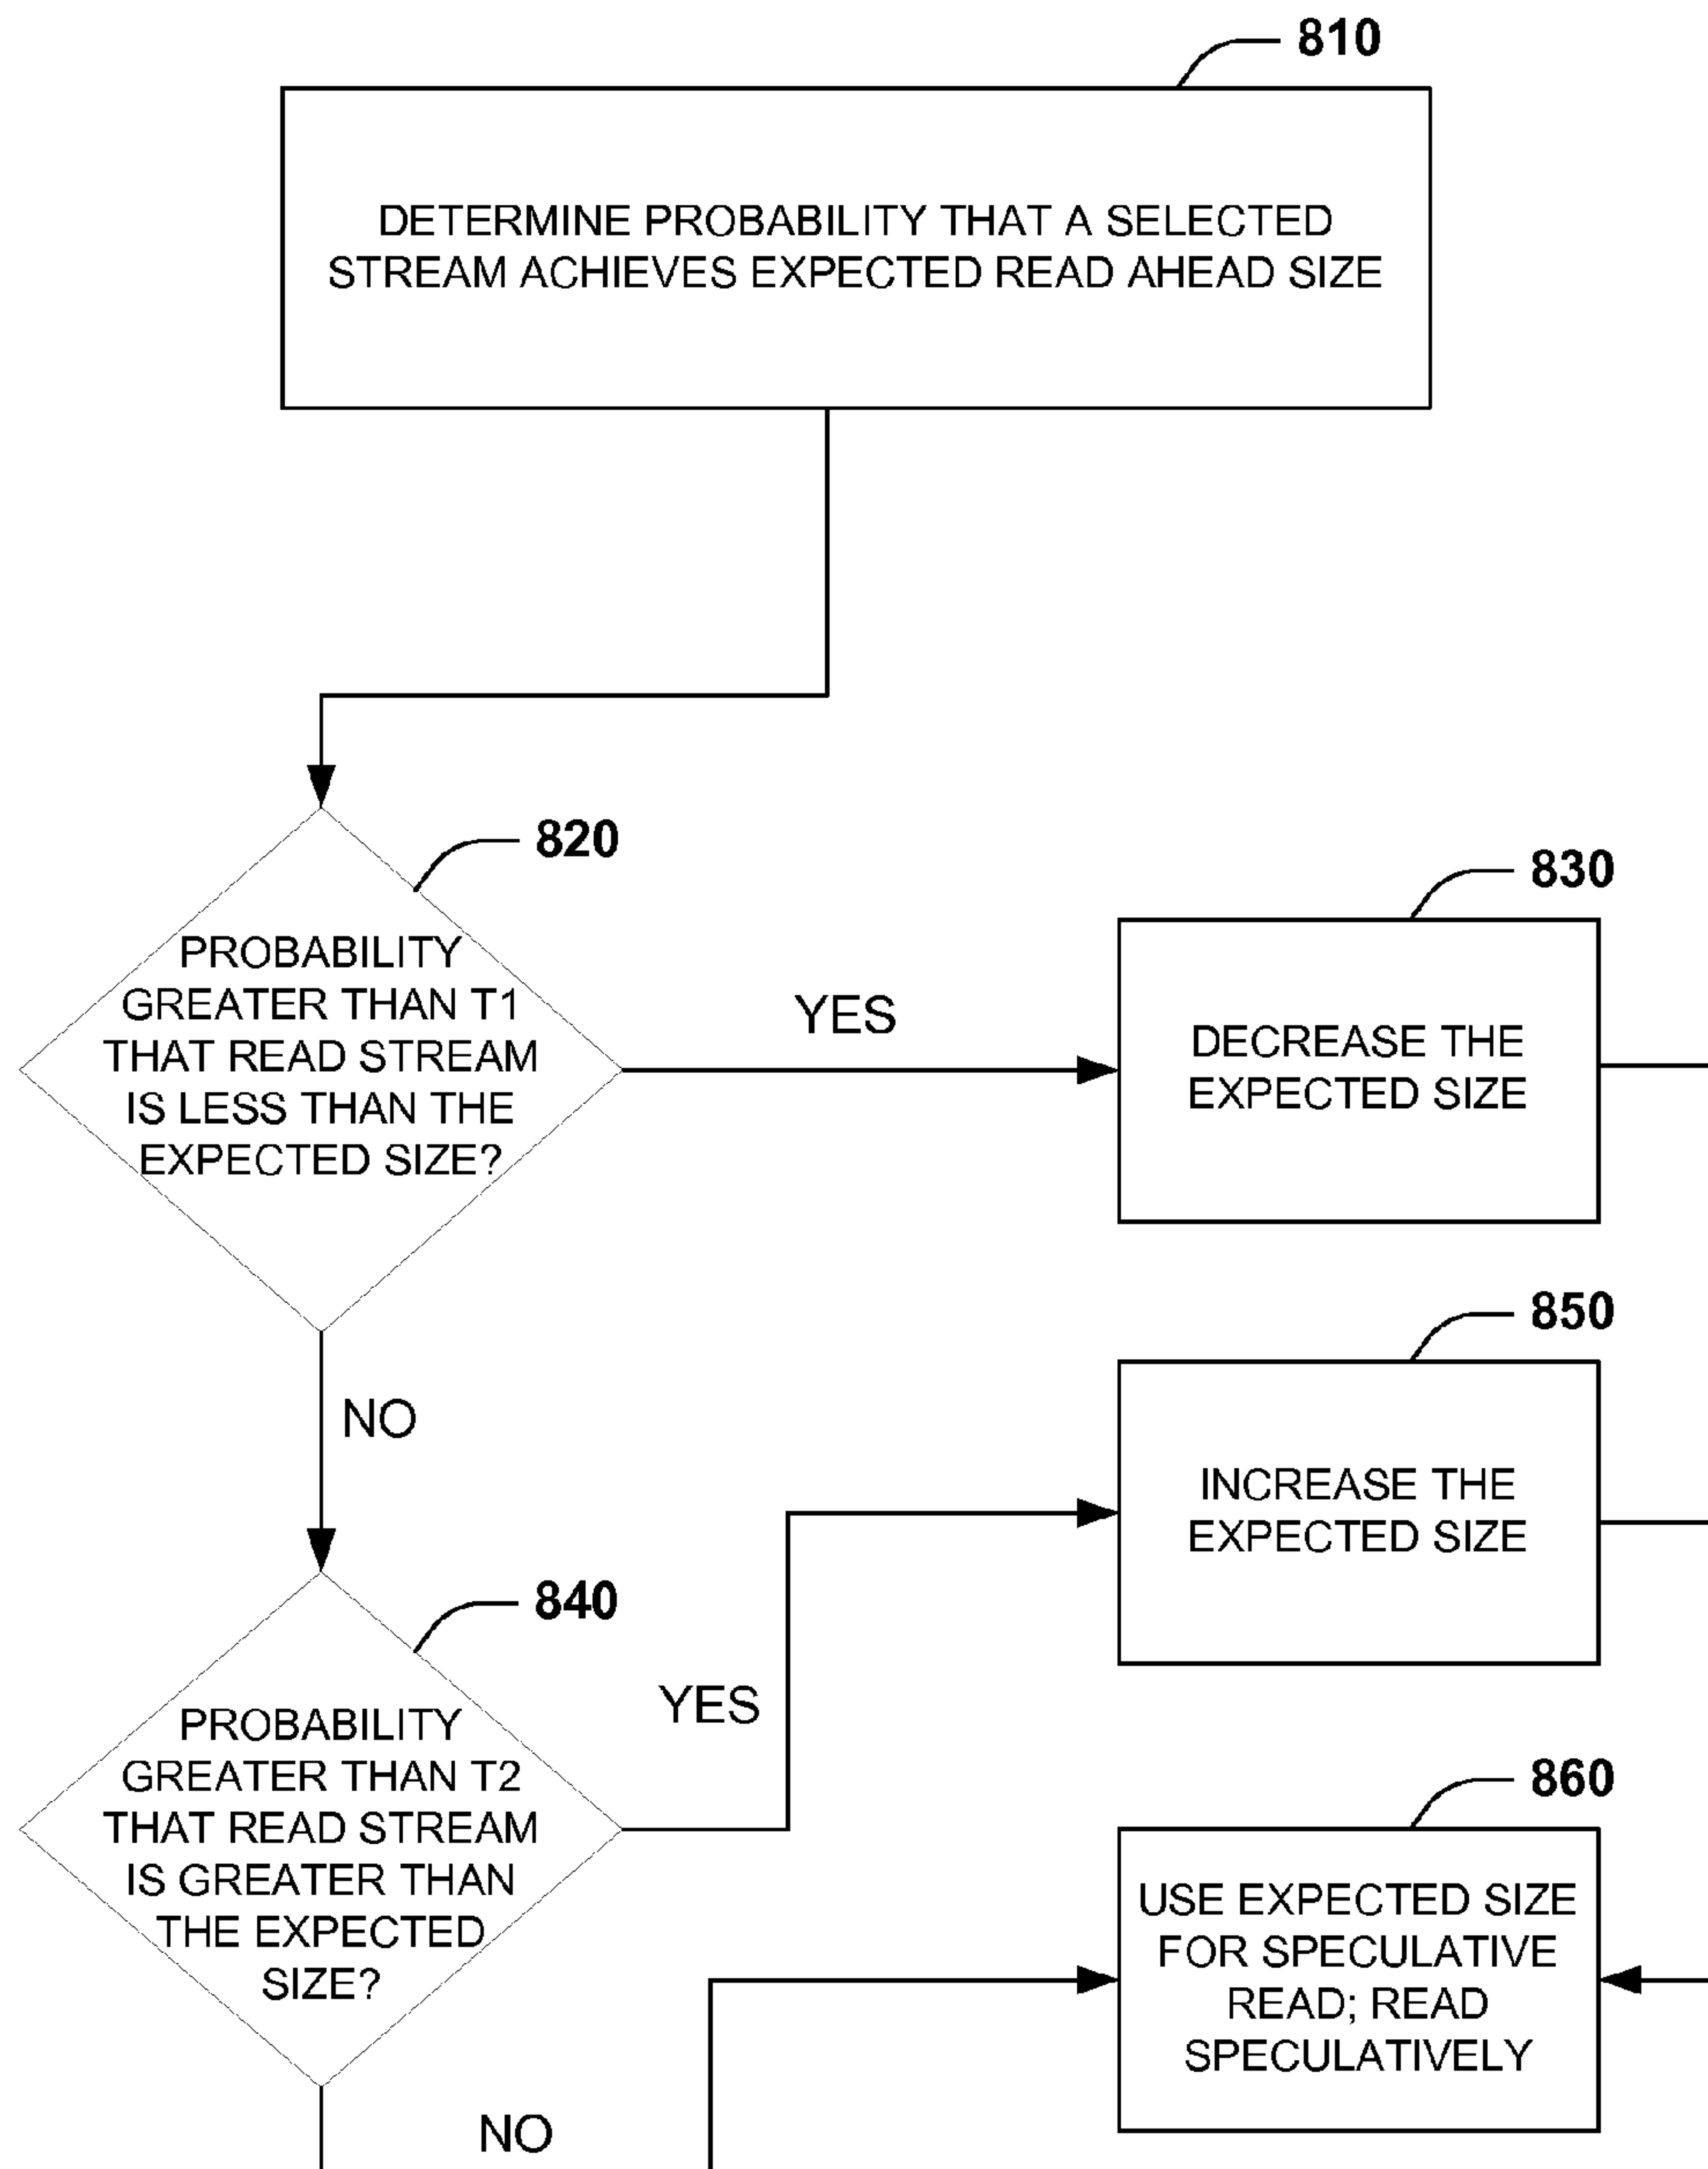 810
DETERMINE PROBABILITY THAT A SELECTED
STREAM ACHIEVES EXPECTED READ AHEAD SIZE
820
PROBABILITY
GREATER THAN T1
THAT READ STREAM
IS LESS THAN THE
EXPECTED SIZE?
YES
830
DECREASE THE
EXPECTED SIZE
NO
840
PROBABILITY
GREATER THAN T2
THAT READ STREAM
IS GREATER THAN
THE EXPECTED
SIZE?
YES
850
INCREASE THE
EXPECTED SIZE
860
USE EXPECTED SIZE
FOR SPECULATIVE
READ; READ
SPECULATIVELY
NO